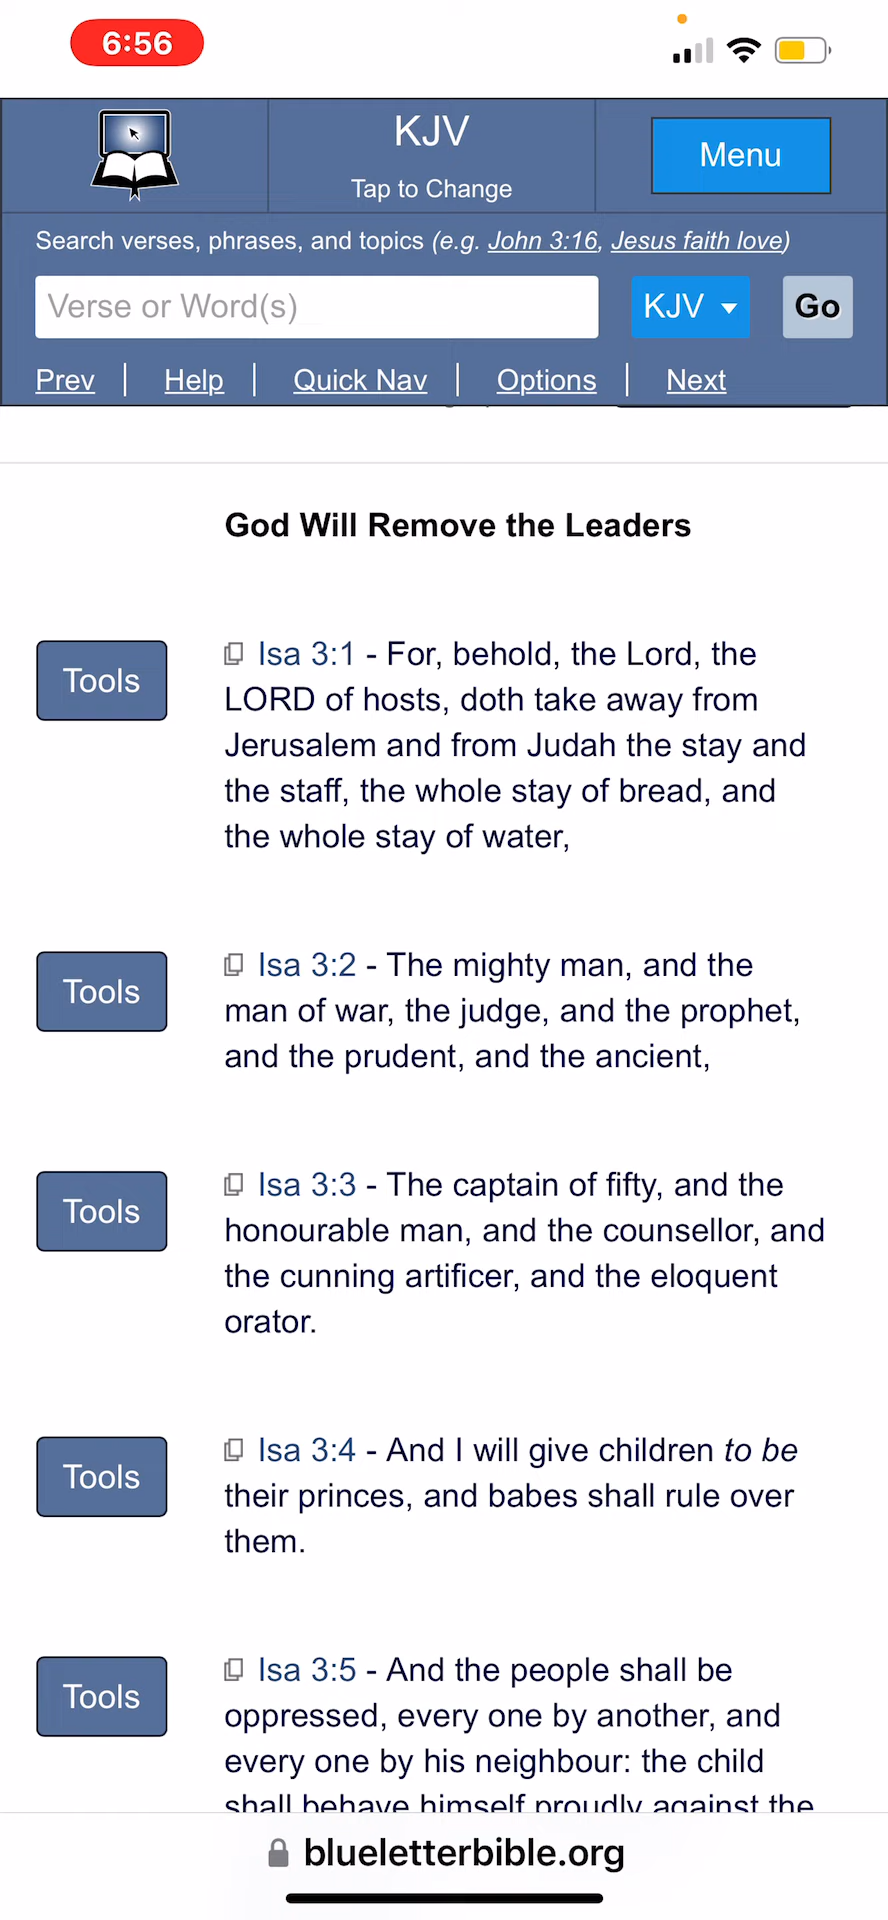 6:56
KJV
Tap to Change
Menu
Search verses, phrases, and topics (e.g. John 3:16, Jesus faith love)
Verse or Word(s)
KJV
Go
Prev | Help | Quick Nav | Options | Next
God Will Remove the Leaders
Tools
Isa 3:1 - For, behold, the Lord, the
LORD of hosts, doth take away from
Jerusalem and from Judah the stay and
the staff, the whole stay of bread, and
the whole stay of water,
Tools
Isa 3:2 - The mighty man, and the
man of war, the judge, and the prophet,
and the prudent, and the ancient,
Tools
Isa 3:3 - The captain of fifty, and the
honourable man, and the counsellor, and
the cunning artificer, and the eloquent
orator.
Tools
Isa 3:4 - And I will give children to be
their princes, and babes shall rule over
them.
Tools
Isa 3:5 - And the people shall be
oppressed, every one by another, and
every one by his neighbour: the child
shall behave himself proudly against the
blueletterbible.org